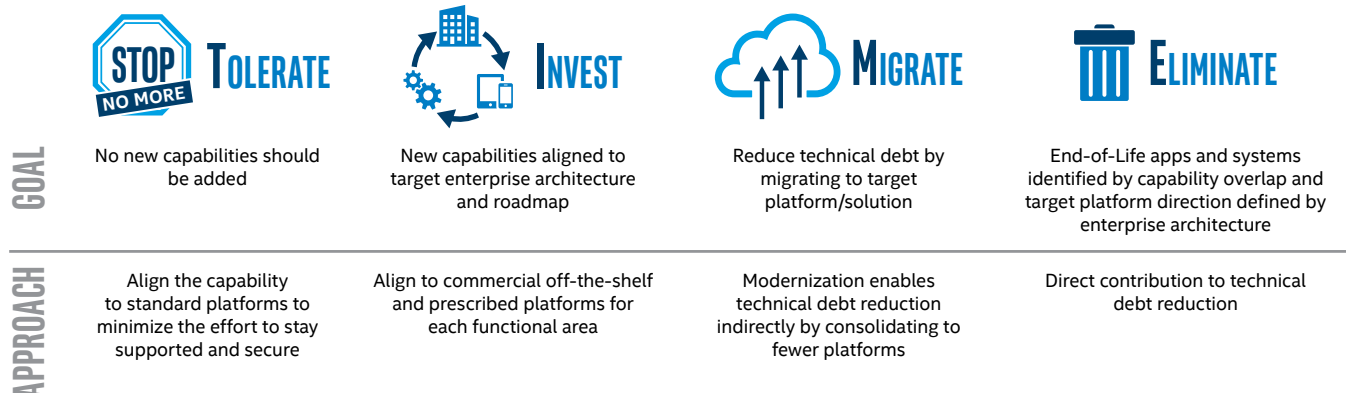 STOP
NO MORE
TOLERATE
INVEST
MIGRATE
ELIMINATE
GOAL
No new capabilities should
be added
New capabilities aligned to
target enterprise architecture
and roadmap
Reduce technical debt by
migrating to target
platform/solution
End-of-Life apps and systems
identified by capability overlap and
target platform direction defined by
enterprise architecture
APPROACH
Align the capability
to standard platforms to
minimize the effort to stay
supported and secure
Align to commercial off-the-shelf
and prescribed platforms for
each functional area
Modernization enables
technical debt reduction
indirectly by consolidating to
fewer platforms
Direct contribution to technical
debt reduction